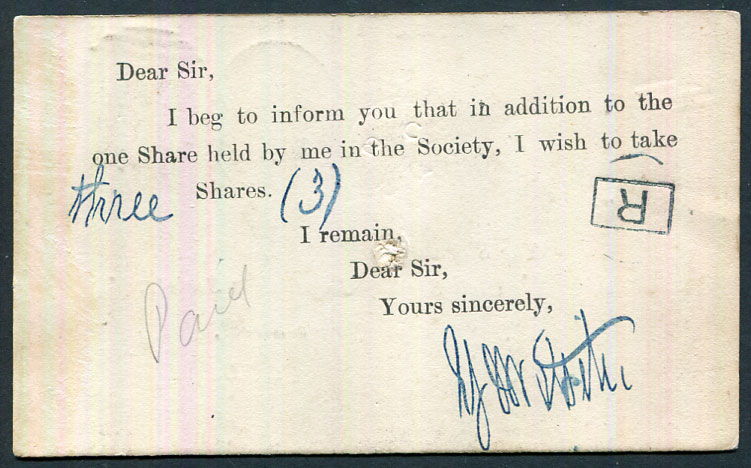 Dear Sir,
I beg to inform you that in addition to the
one Share held by me in the Society, I wish to take
three Shares. (3)
I remain,
Dear Sir,
Yours sincerely,
R
Paid